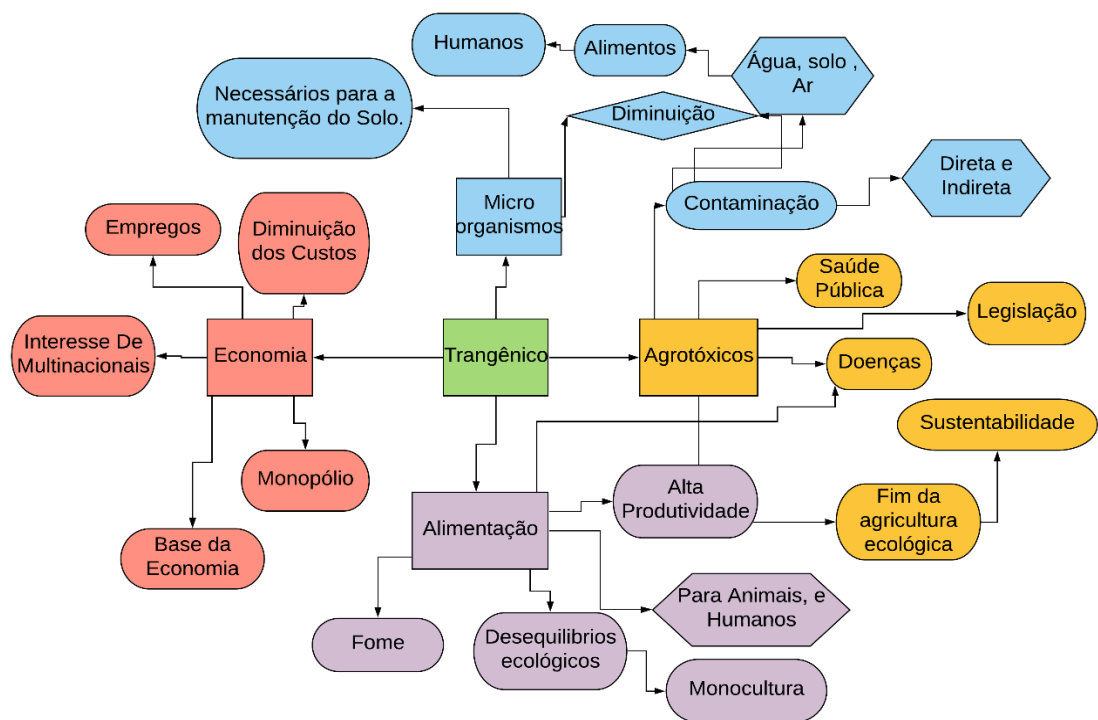 Humanos
Alimentos
Água, solo ,
Ar
Necessários para a
manutenção do Solo.
Diminuição
Direta e
Indireta
Micro
organismos
Contaminação
Empregos
Diminuição
dos Custos
Saúde
Pública
Legislação
Interesse De
Multinacionais
Economia
Trangênico
Agrotóxicos
Doenças
Sustentabilidade
Monopólio
Alta
Produtividade
Fim da
agricultura
ecológica
Alimentação
Base da
Economia
Para Animais, e
Humanos
Fome
Desequilibrios
ecológicos
Monocultura